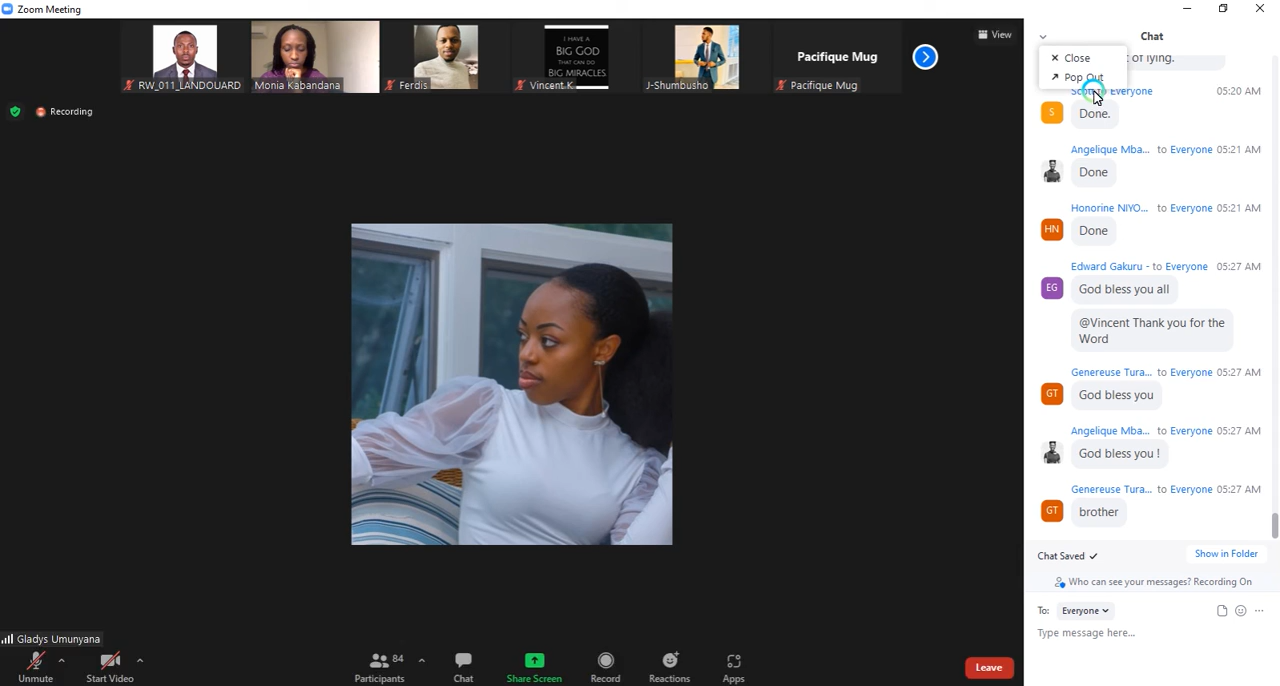 Zoom Meeting
RW_011_LANDOUARD
Monia Kabandana
Ferdis
I HAVE A
BIG GOD
THAT CAN DO
BIG MIRACLES
Vincent K
J-Shumbusho
Pacifique Mug
Pacifique Mug
View
Recording
Gladys Umunyana
Unmute
Start Video
84
Participants
Chat
Share Screen
Record
Reactions
Apps
Leave
Chat
Close
Pop Out
of lying.
to Everyone 05:20 AM
Done.
Angelique Mba... to Everyone 05:21 AM
Done
Honorine NIYO... to Everyone 05:21 AM
HN
Done
Edward Gakuru - to Everyone 05:27 AM
EG
God bless you all
@Vincent Thank you for the
Word
Genereuse Tura... to Everyone 05:27 AM
GT
God bless you
Angelique Mba... to Everyone 05:27 AM
God bless you !
Genereuse Tura... to Everyone 05:27 AM
GT
brother
Chat Saved
Show in Folder
Who can see your messages? Recording On
To: Everyone
Type message here...